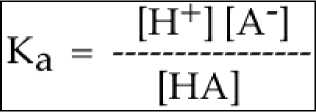 [H⁺] [A⁻]
Kₐ = ----------------
[HA]